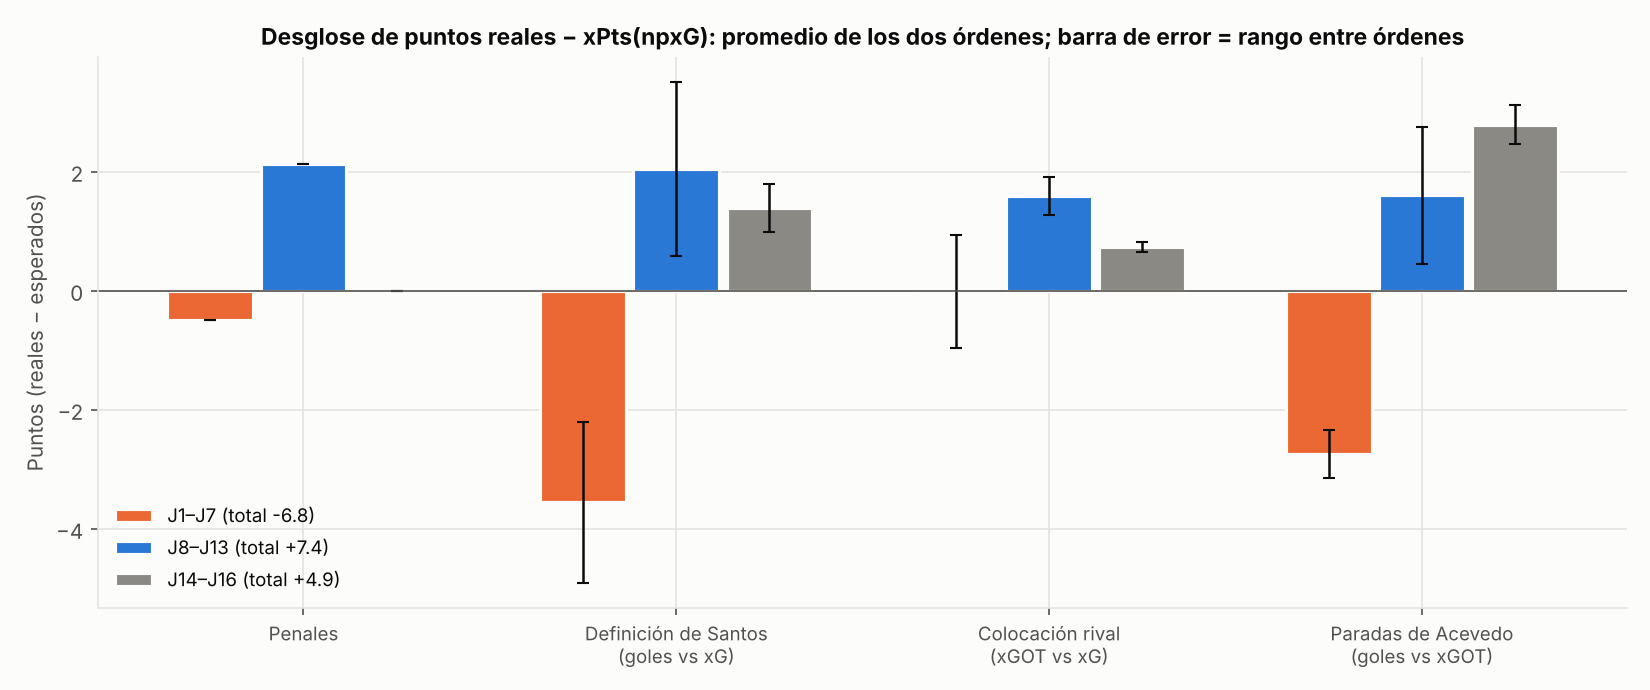 Desglose de puntos reales − xPts(npxG): promedio de los dos órdenes; barra de error = rango entre órdenes
Puntos (reales − esperados)
2
0
−2
−4
J1–J7 (total -6.8)
J8–J13 (total +7.4)
J14–J16 (total +4.9)
Penales
Definición de Santos
(goles vs xG)
Colocación rival
(xGOT vs xG)
Paradas de Acevedo
(goles vs xGOT)